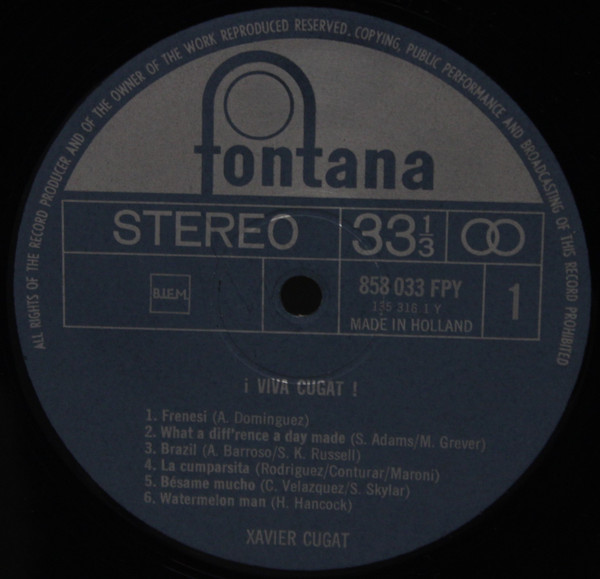 ALL RIGHTS OF THE RECORD PRODUCER AND OF THE OWNER OF THE WORK REPRODUCED RESERVED. COPYING, PUBLIC PERFORMANCE AND BROADCASTING OF THIS RECORD PROHIBITED
fontana
STEREO 33 1/3
B.I.E.M. 858 033 FPY 1
135 318 1 Y
MADE IN HOLLAND
¡ VIVA CUGAT !
1. Frenesi (A. Dominguez)
2. What a diff'rence a day made (S. Adams/M. Grever)
3. Brazil (A. Barroso/S. K. Russell)
4. La cumparsita (Rodriguez/Conturar/Maroni)
5. Bésame mucho (C. Velazquez/S. Skylar)
6. Watermelon man (H. Hancock)
XAVIER CUGAT